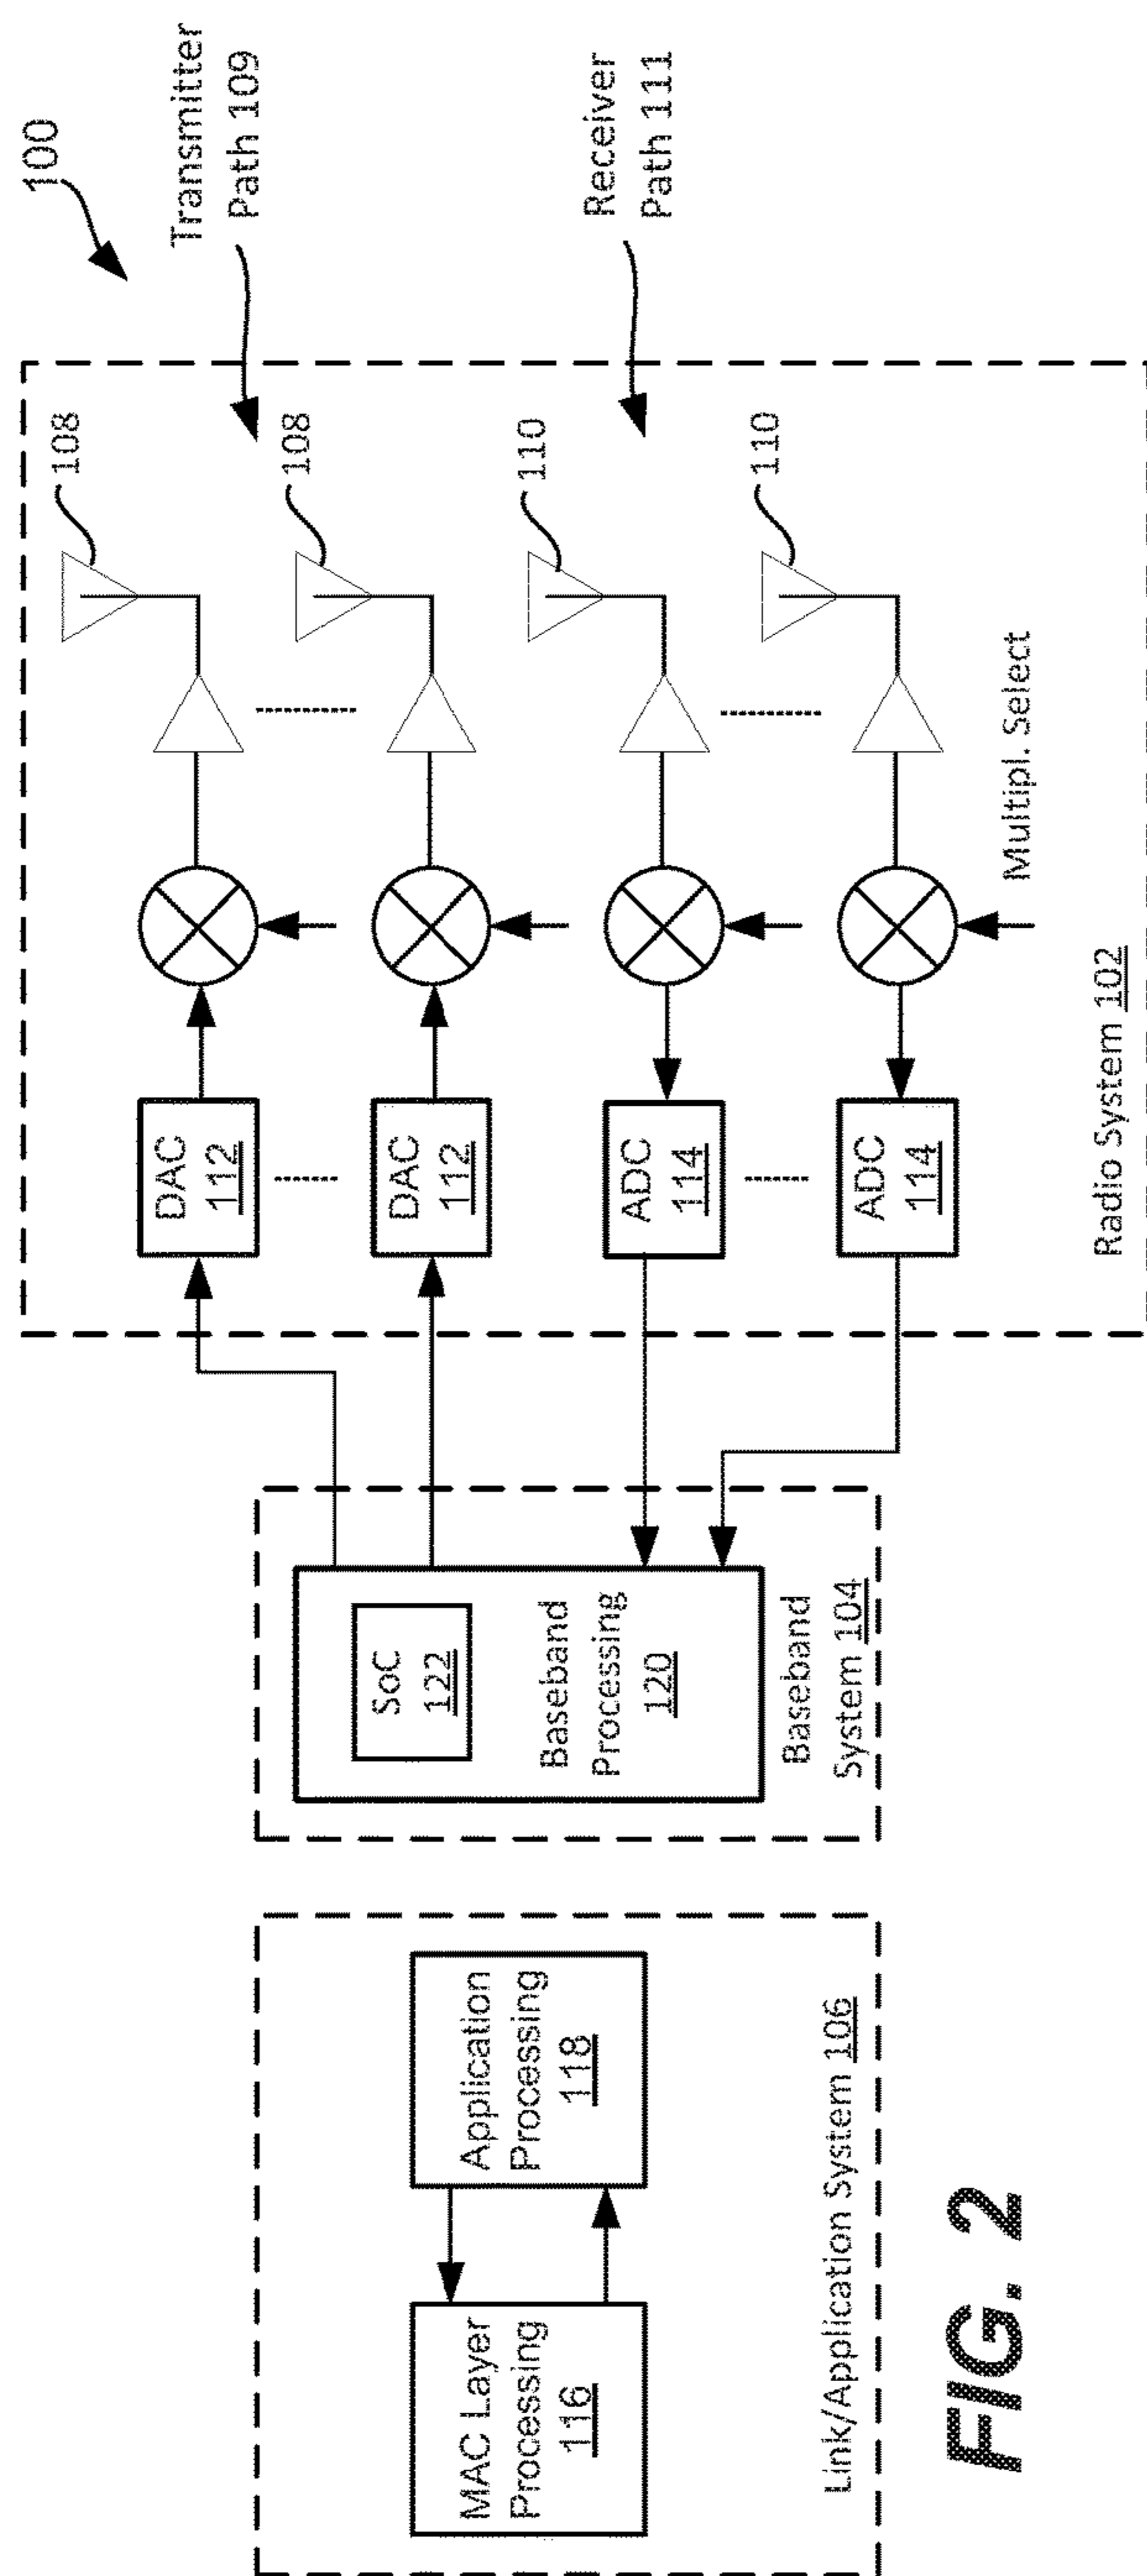 100
Transmitter
Path 109
Receiver
Path 111
108
108
110
110
Multipl. Select
DAC
112
DAC
112
ADC
114
ADC
114
Radio System 102
SoC
122
Baseband
Processing
120
Baseband
System 104
Application
Processing
118
MAC Layer
Processing
116
Link/Application System 106
FIG. 2